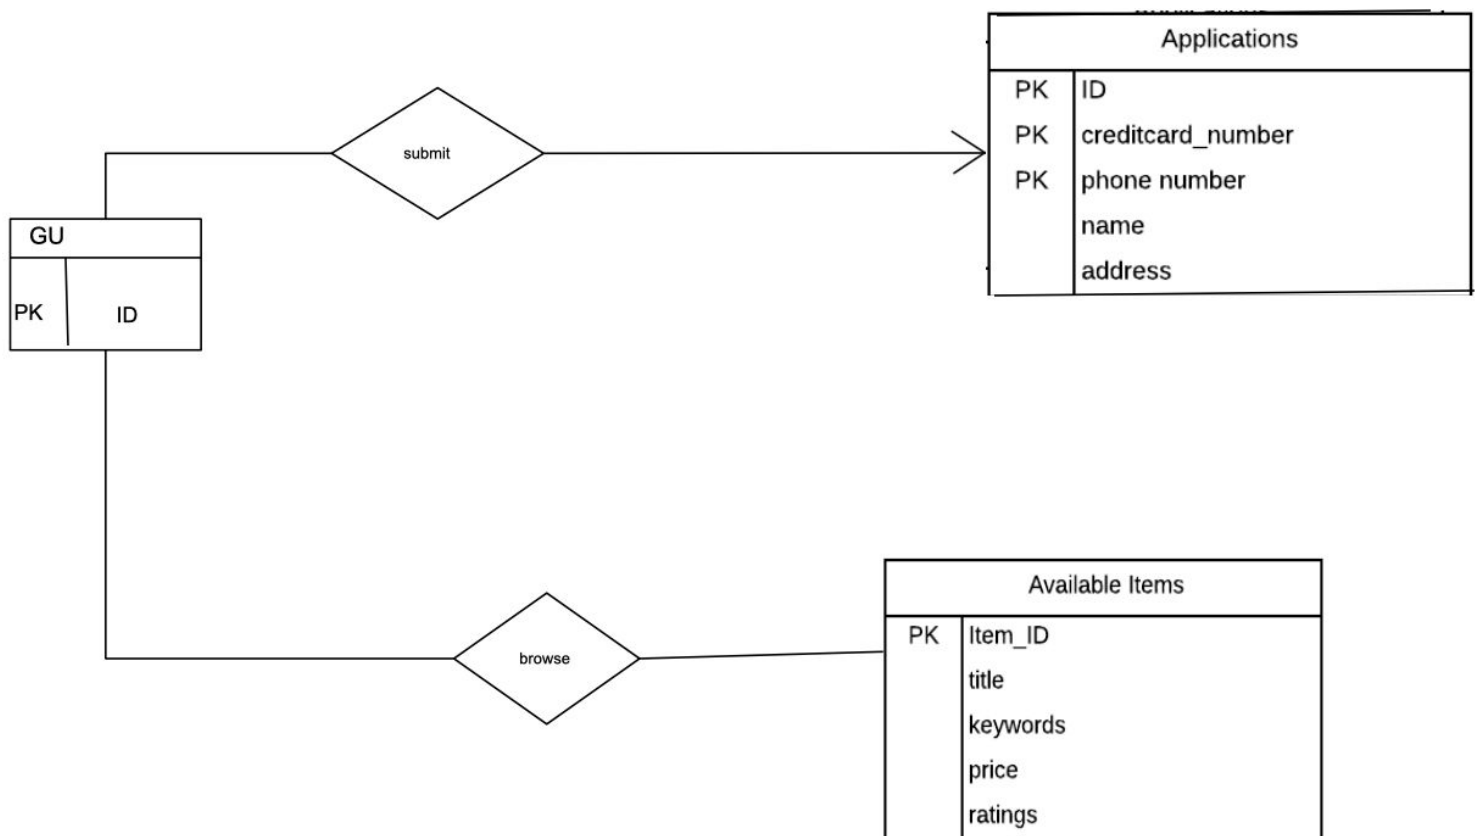 Applications
PK ID
PK creditcard_number
PK phone number
name
address
submit
GU
PK ID
browse
Available Items
PK Item_ID
title
keywords
price
ratings